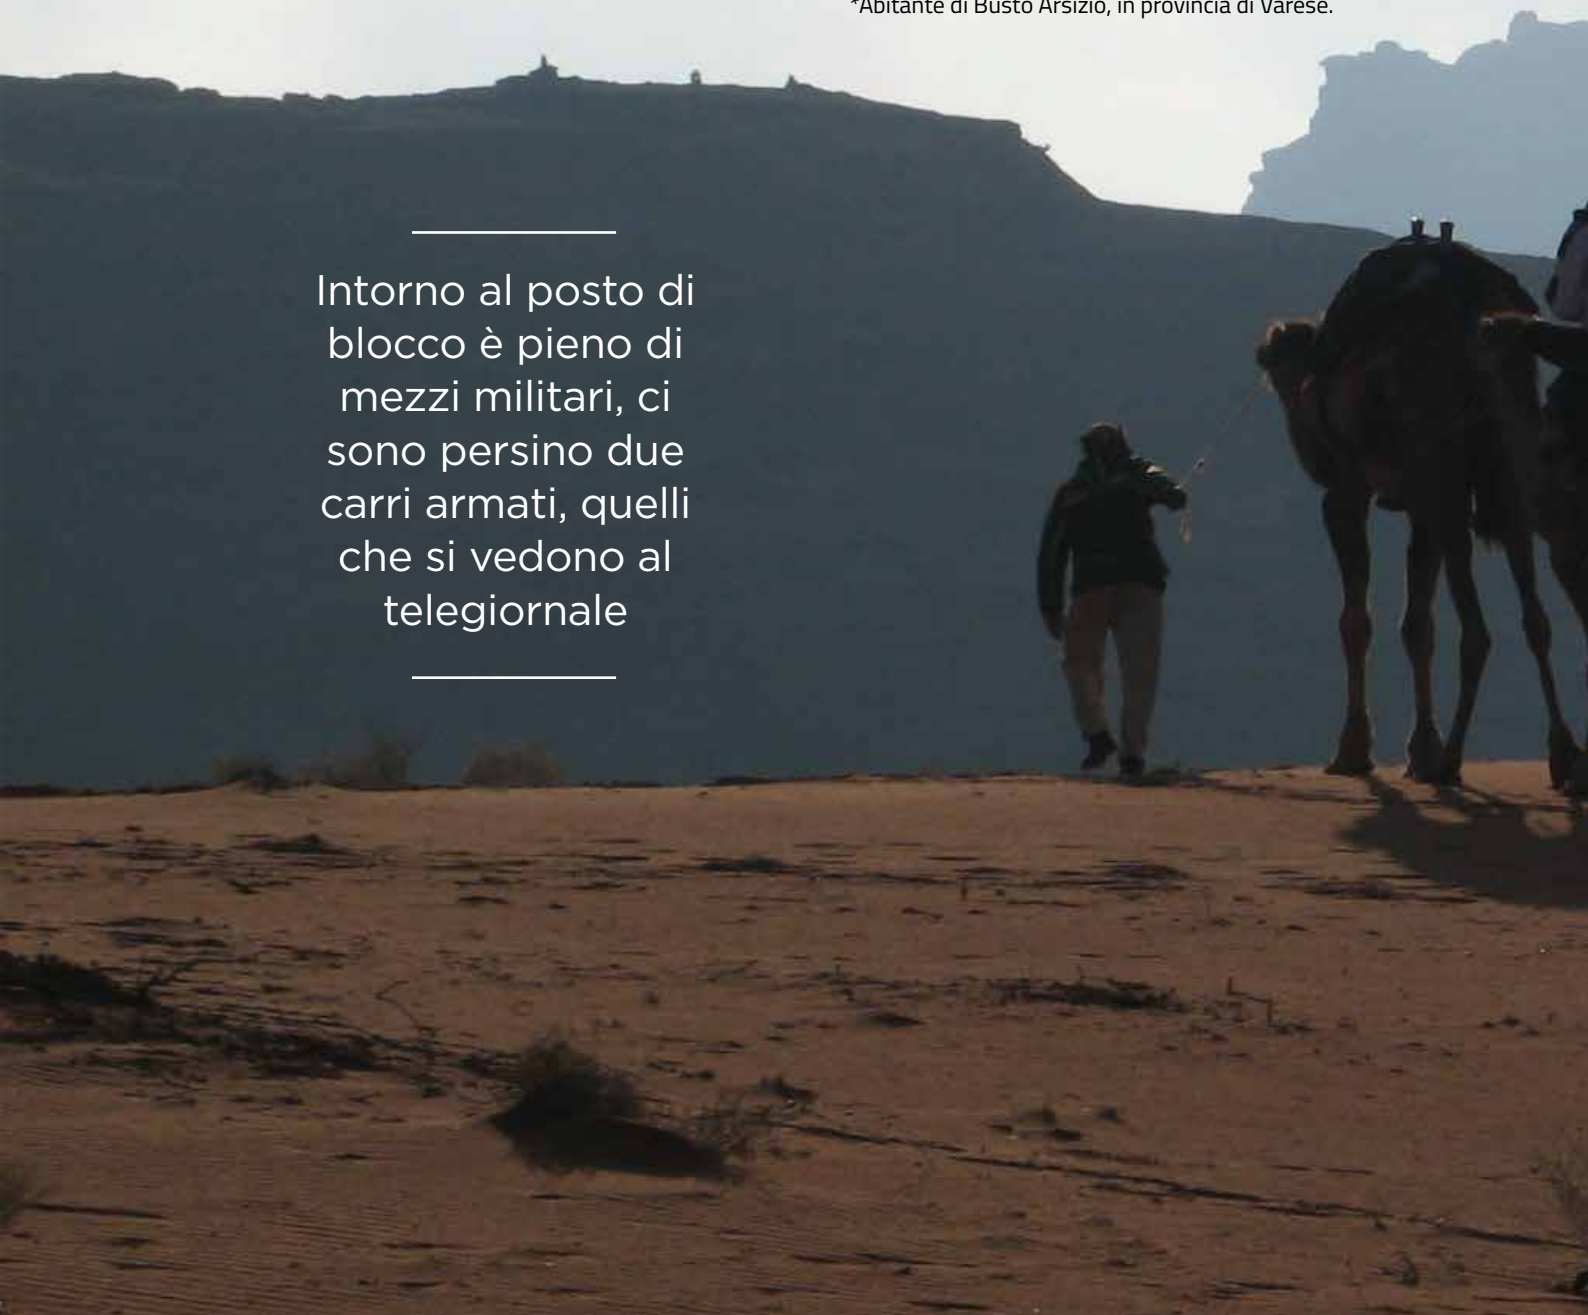 *Abitante di Busto Arsizio, in provincia di Varese.
Intorno al posto di
blocco è pieno di
mezzi militari, ci
sono persino due
carri armati, quelli
che si vedono al
telegiornale